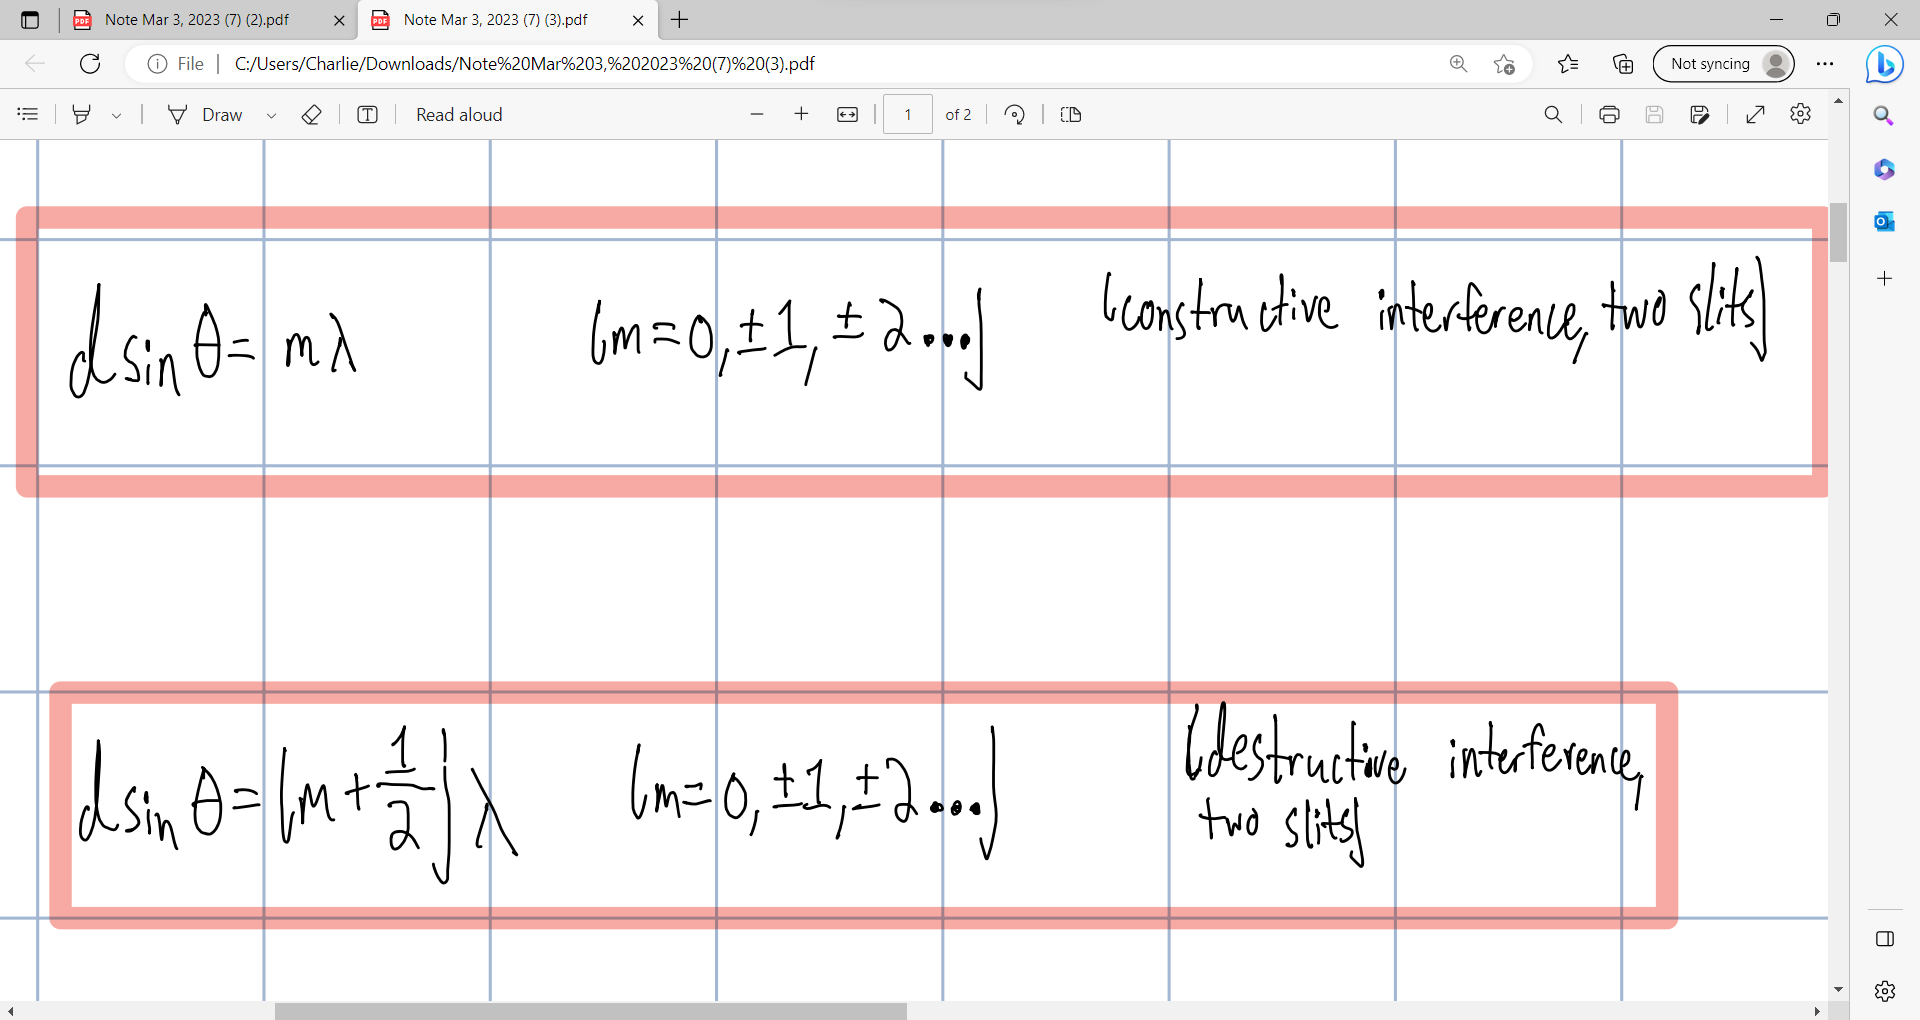 Note Mar 3, 2023 (7) (2).pdf
Note Mar 3, 2023 (7) (3).pdf
File C:/Users/Charlie/Downloads/Note%20Mar%203,%202023%20(7)%20(3).pdf
Not syncing
Draw
Read aloud
1 of 2
d sin θ = mλ (m = 0, ±1, ±2...) (constructive interference, two slits)
d sin θ = (m + 1/2) λ (m = 0, ±1, ±2...) (destructive interference,
two slits)